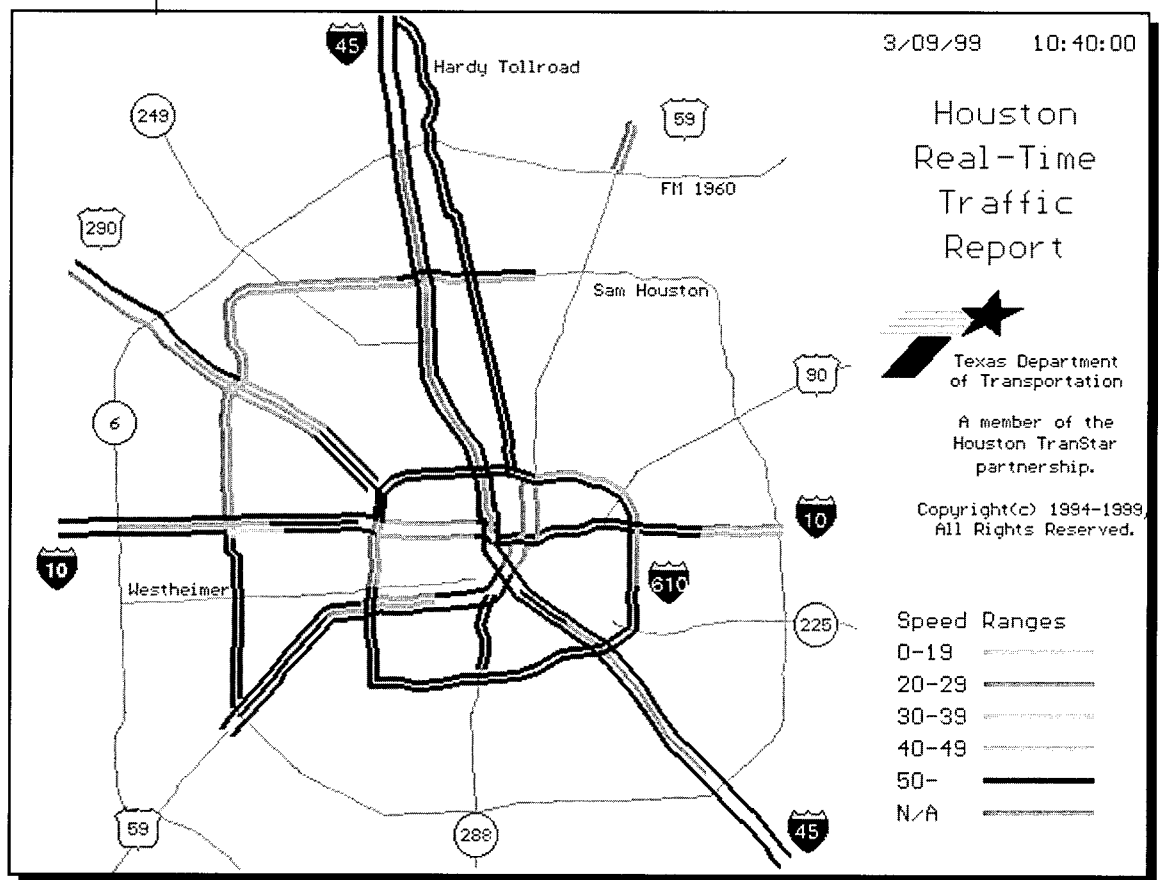 3/09/99 10:40:00
Houston
Real-Time
Traffic
Report
Texas Department
of Transportation
A member of the
Houston TranStar
partnership.
Copyright(c) 1994-1999,
All Rights Reserved.
Speed Ranges
0-19
20-29
30-39
40-49
50-
N/A
45
Hardy Tollroad
249
59
FM 1960
290
Sam Houston
90
6
10
10
610
Westheimer
225
59
288
45